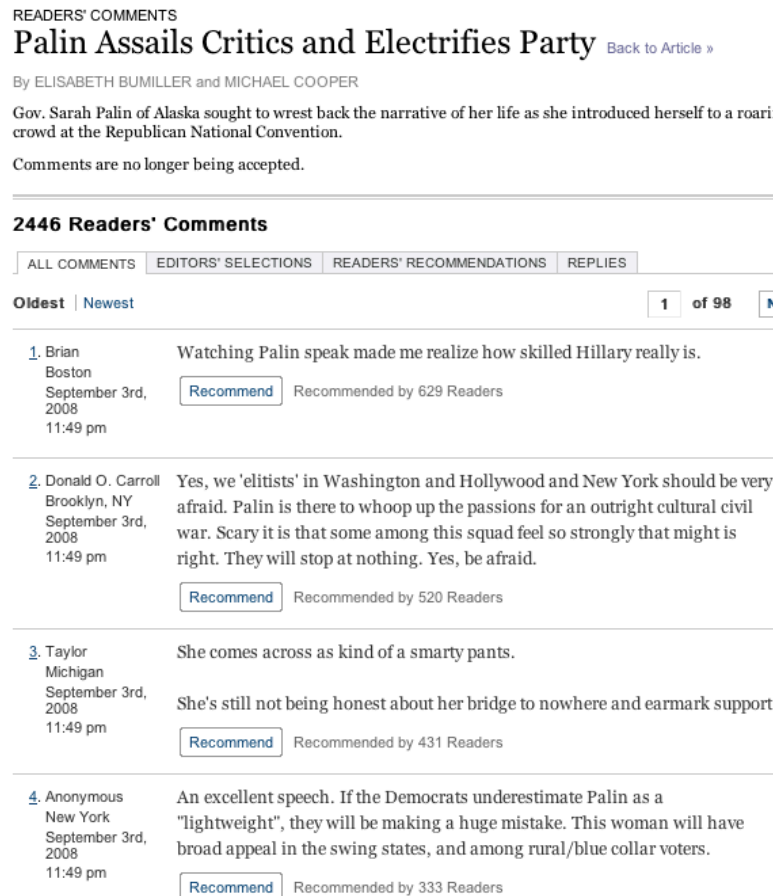 READERS' COMMENTS
Palin Assails Critics and Electrifies Party Back to Article »
By ELISABETH BUMILLER and MICHAEL COOPER
Gov. Sarah Palin of Alaska sought to wrest back the narrative of her life as she introduced herself to a roari
crowd at the Republican National Convention.
Comments are no longer being accepted.
2446 Readers' Comments
ALL COMMENTS EDITORS' SELECTIONS READERS' RECOMMENDATIONS REPLIES
Oldest | Newest 1 of 98 N
1. Brian
Boston
September 3rd,
2008
11:49 pm
Watching Palin speak made me realize how skilled Hillary really is.
Recommend Recommended by 629 Readers
2. Donald O. Carroll
Brooklyn, NY
September 3rd,
2008
11:49 pm
Yes, we 'elitists' in Washington and Hollywood and New York should be very
afraid. Palin is there to whoop up the passions for an outright cultural civil
war. Scary it is that some among this squad feel so strongly that might is
right. They will stop at nothing. Yes, be afraid.
Recommend Recommended by 520 Readers
3. Taylor
Michigan
September 3rd,
2008
11:49 pm
She comes across as kind of a smarty pants.
She's still not being honest about her bridge to nowhere and earmark support
Recommend Recommended by 431 Readers
4. Anonymous
New York
September 3rd,
2008
11:49 pm
An excellent speech. If the Democrats underestimate Palin as a
"lightweight", they will be making a huge mistake. This woman will have
broad appeal in the swing states, and among rural/blue collar voters.
Recommend Recommended by 333 Readers